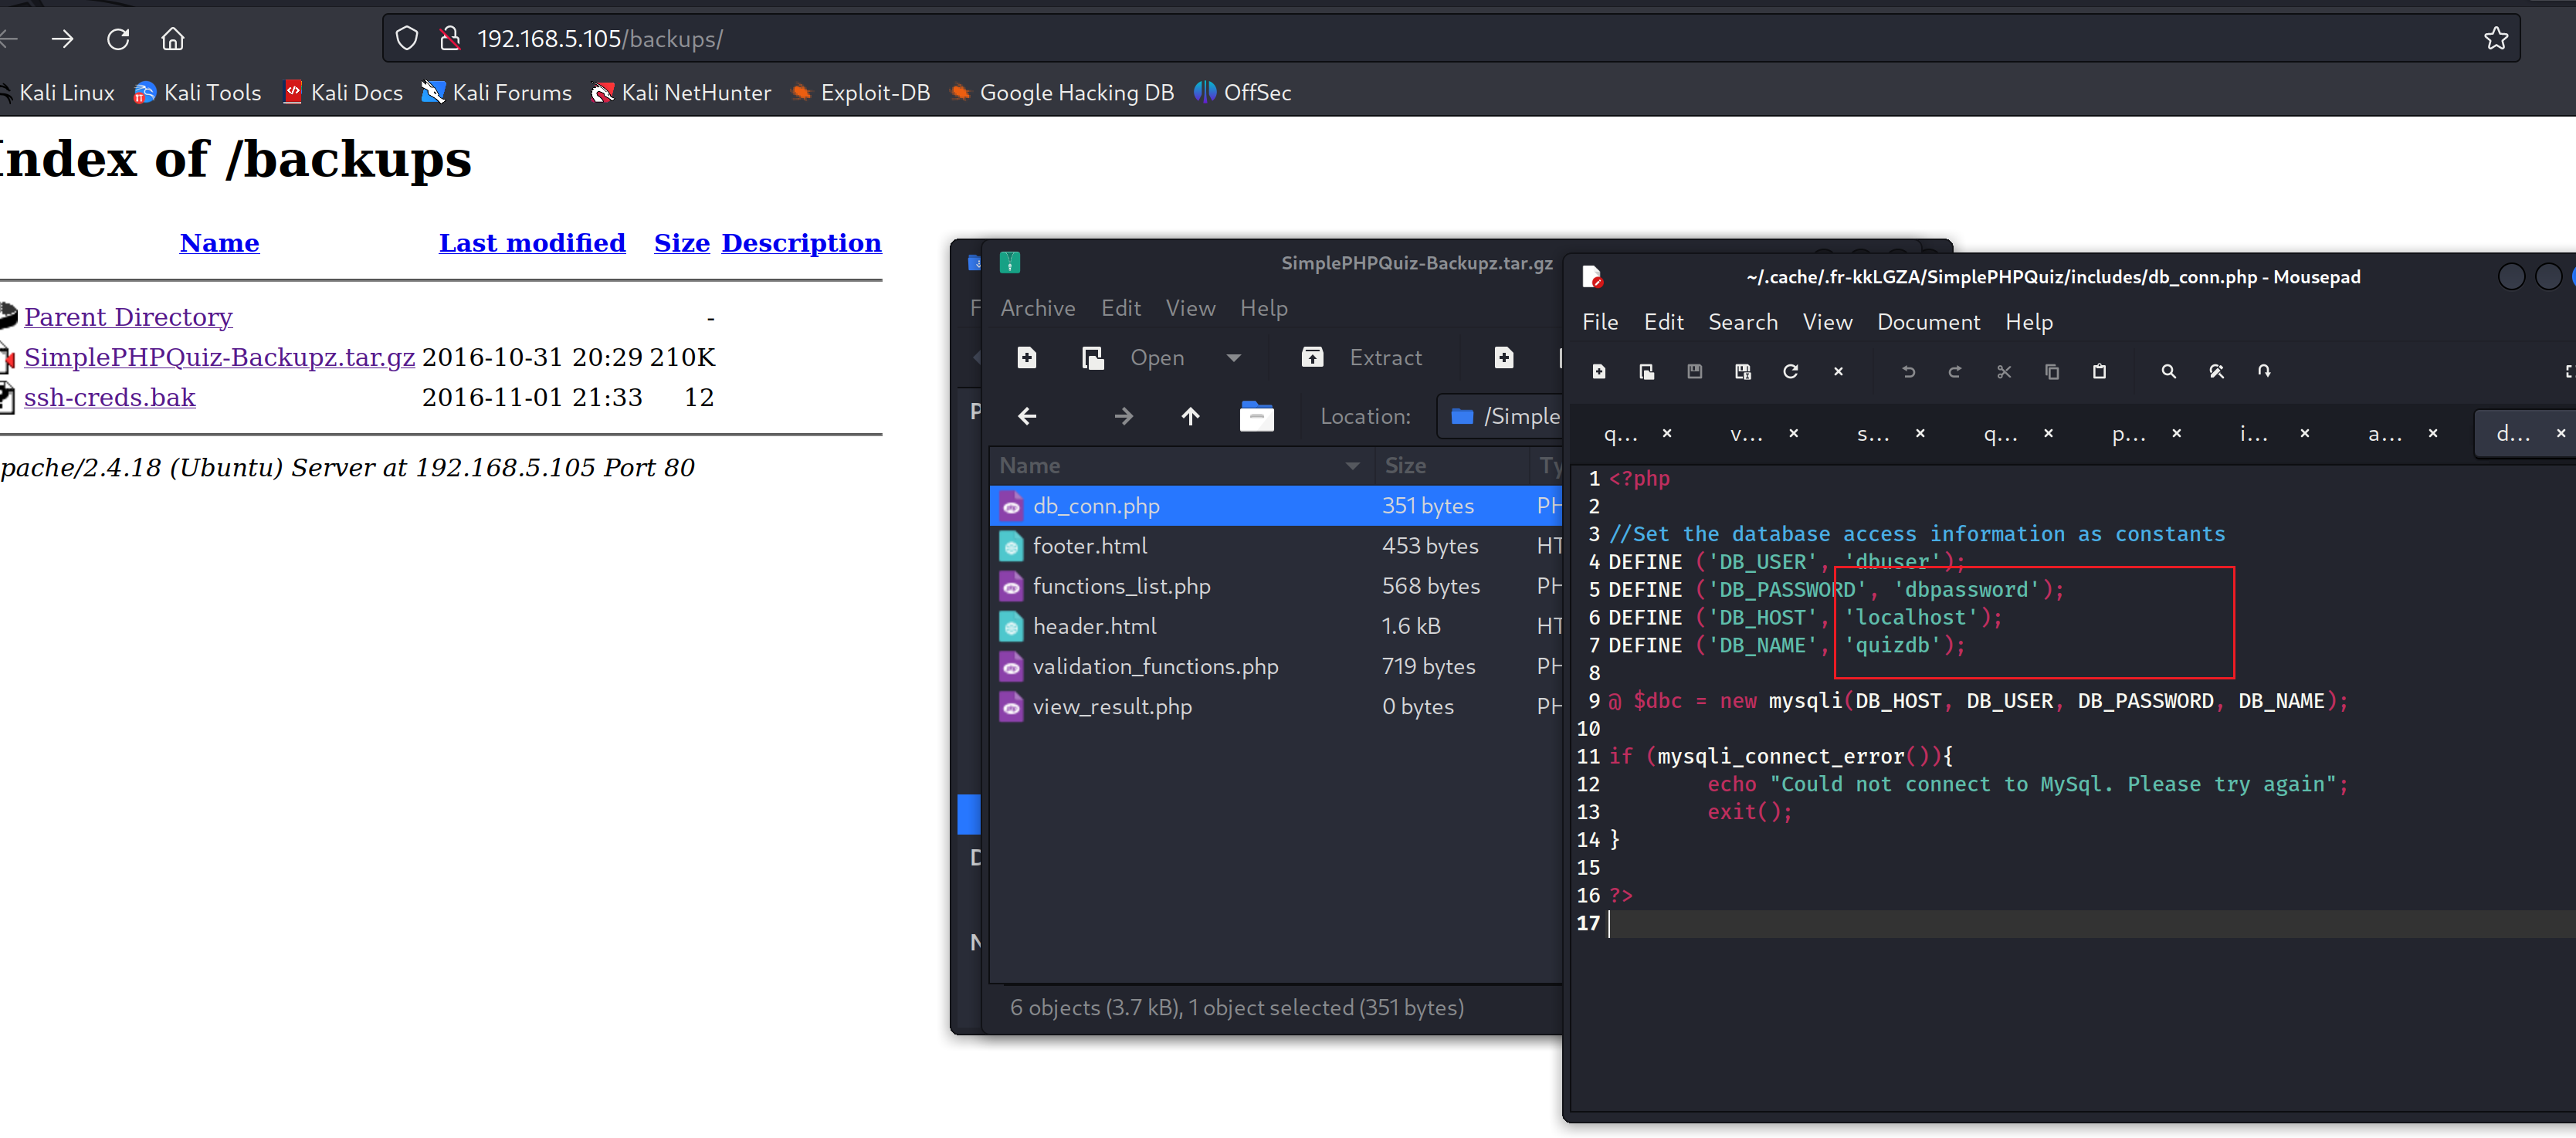 192.168.5.105/backups/
Kali Linux Kali Tools Kali Docs Kali Forums Kali NetHunter Exploit-DB Google Hacking DB OffSec
Index of /backups
Name Last modified Size Description
Parent Directory -
SimplePHPQuiz-Backupz.tar.gz 2016-10-31 20:29 210K
ssh-creds.bak 2016-11-01 21:33 12
pache/2.4.18 (Ubuntu) Server at 192.168.5.105 Port 80
SimplePHPQuiz-Backupz.tar.gz
F
Archive Edit View Help
Open Extract
P
Location: /Simple
Name Size Ty
db_conn.php 351 bytes PH
footer.html 453 bytes HT
functions_list.php 568 bytes PH
header.html 1.6 kB HT
validation_functions.php 719 bytes PH
view_result.php 0 bytes PH
D
N
6 objects (3.7 kB), 1 object selected (351 bytes)
~/.cache/.fr-kkLGZA/SimplePHPQuiz/includes/db_conn.php - Mousepad
File Edit Search View Document Help
q... × v... × s... × q... × p... × i... × a... × d... ×
1 <?php
2
3 //Set the database access information as constants
4 DEFINE ('DB_USER', 'dbuser');
5 DEFINE ('DB_PASSWORD', 'dbpassword');
6 DEFINE ('DB_HOST', 'localhost');
7 DEFINE ('DB_NAME', 'quizdb');
8
9 @ $dbc = new mysqli(DB_HOST, DB_USER, DB_PASSWORD, DB_NAME);
10
11 if (mysqli_connect_error()){
12 echo "Could not connect to MySql. Please try again";
13 exit();
14 }
15
16 ?>
17